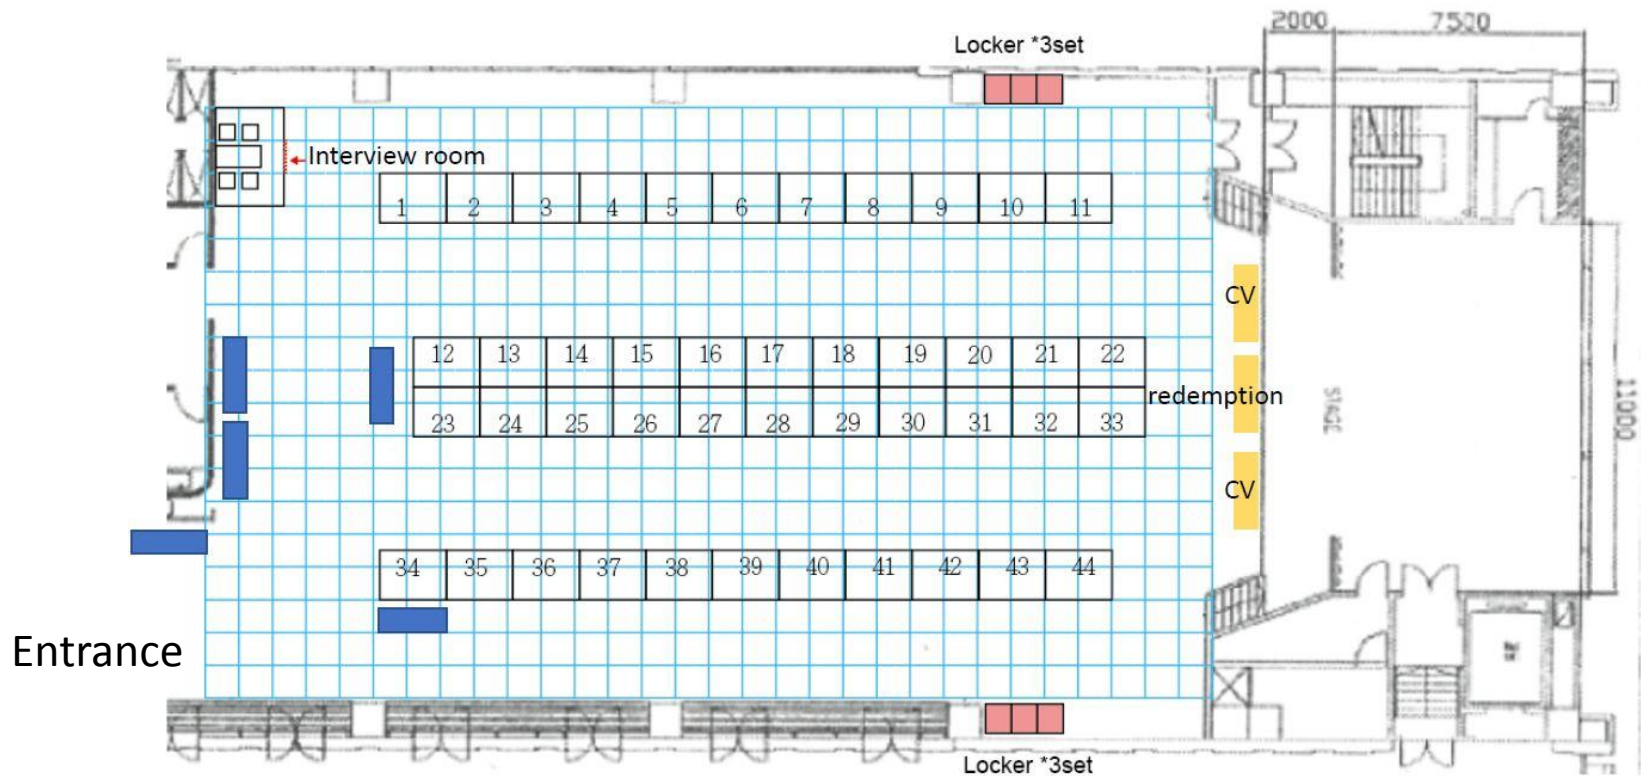 2000 7500
Locker *3set
Interview room
1 2 3 4 5 6 7 8 9 10 11
CV
12 13 14 15 16 17 18 19 20 21 22
redemption
23 24 25 26 27 28 29 30 31 32 33
STAGE
11000
CV
34 35 36 37 38 39 40 41 42 43 44
Entrance
Locker *3set